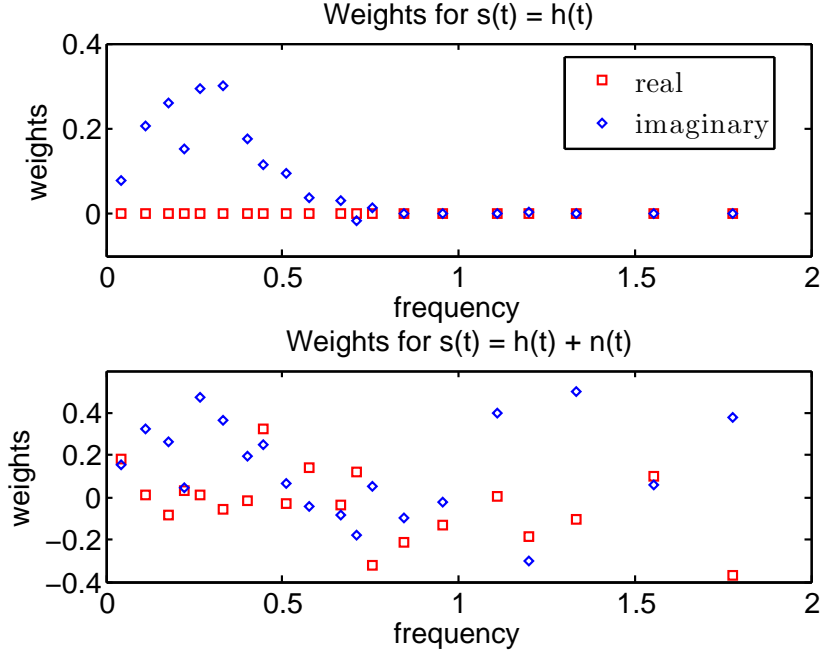 Weights for s(t) = h(t)
0.4
0.2
0
weights
real
imaginary
0 0.5 1 1.5 2
frequency
Weights for s(t) = h(t) + n(t)
0.4
0.2
0
−0.2
−0.4
weights
0 0.5 1 1.5 2
frequency